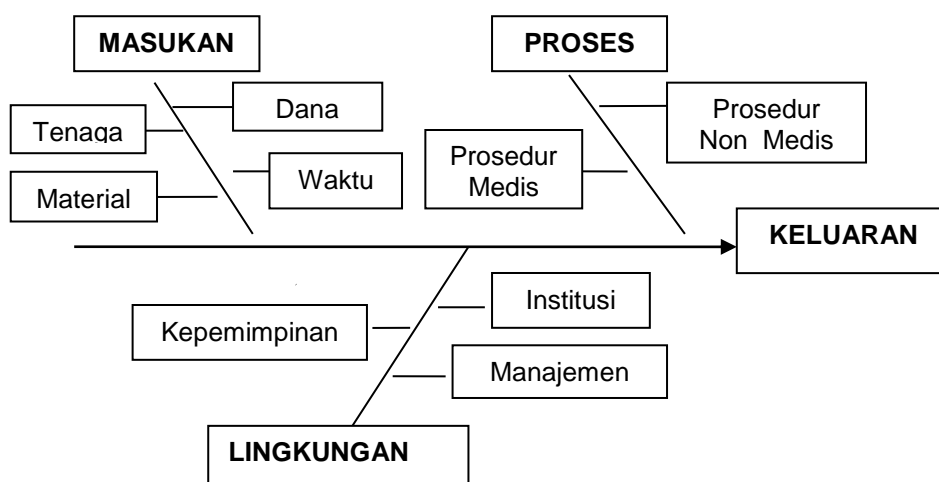 MASUKAN
PROSES
Dana
Tenaga
Prosedur
Non Medis
Prosedur
Medis
Waktu
Material
KELUARAN
Institusi
Kepemimpinan
Manajemen
LINGKUNGAN